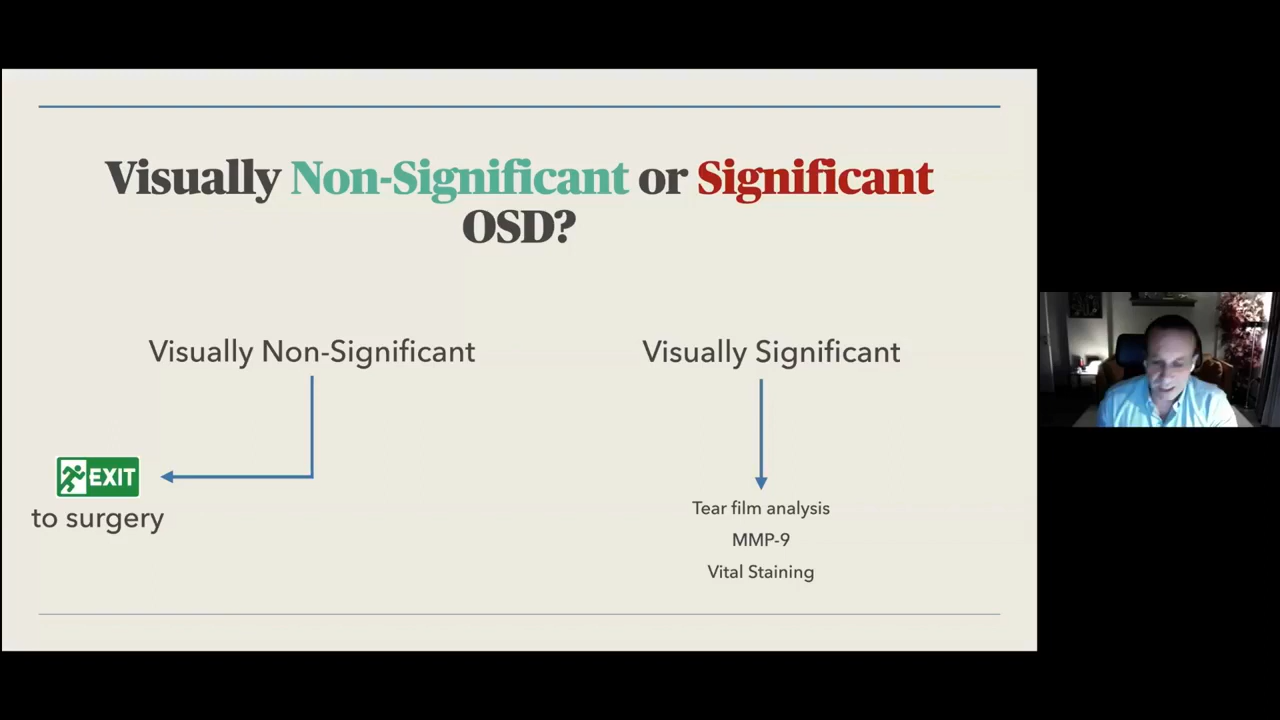 Visually Non-Significant or Significant
OSD?
Visually Non-Significant
Visually Significant
EXIT
to surgery
Tear film analysis
MMP-9
Vital Staining